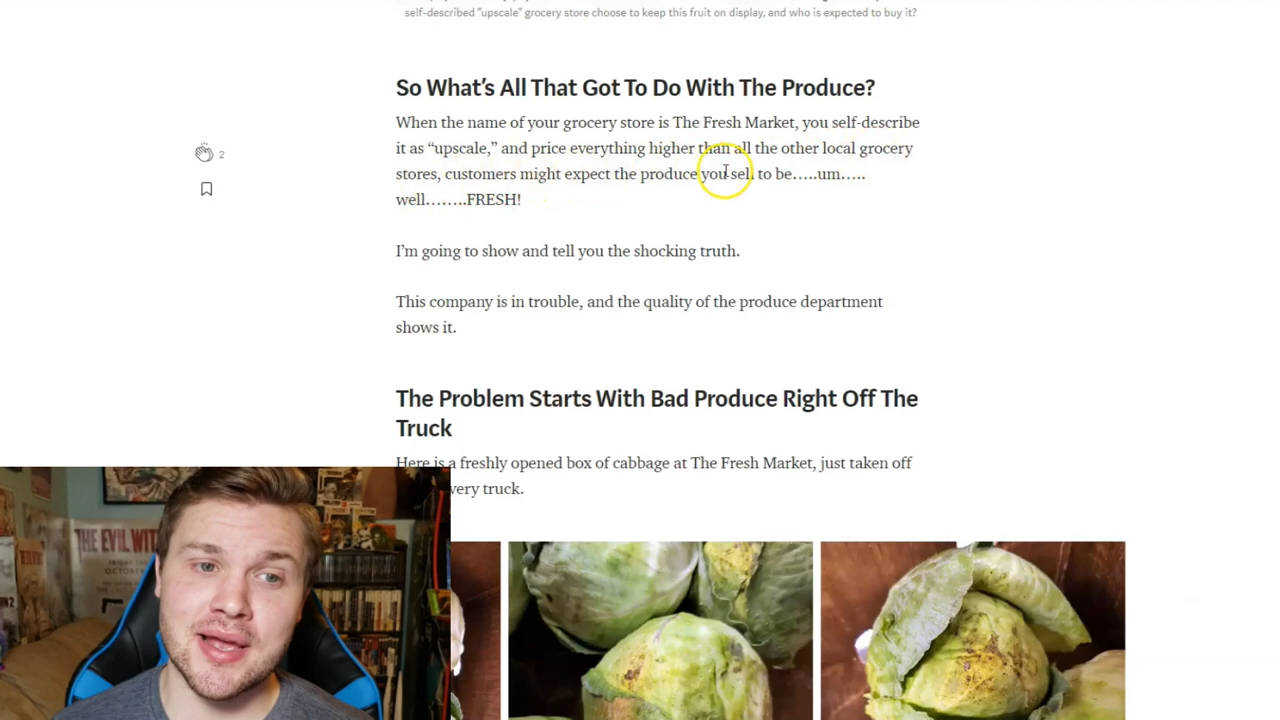 self-described "upscale" grocery store choose to keep this fruit on display, and who is expected to buy it?
So What's All That Got To Do With The Produce?
When the name of your grocery store is The Fresh Market, you self-describe
it as “upscale,” and price everything higher than all the other local grocery
stores, customers might expect the produce you sell to be…..um…..
well……..FRESH!
2
I'm going to show and tell you the shocking truth.
This company is in trouble, and the quality of the produce department
shows it.
The Problem Starts With Bad Produce Right Off The
Truck
Here is a freshly opened box of cabbage at The Fresh Market, just taken off
very truck.
THE EVIL WIT
FRIDAY THE
OCTOBER